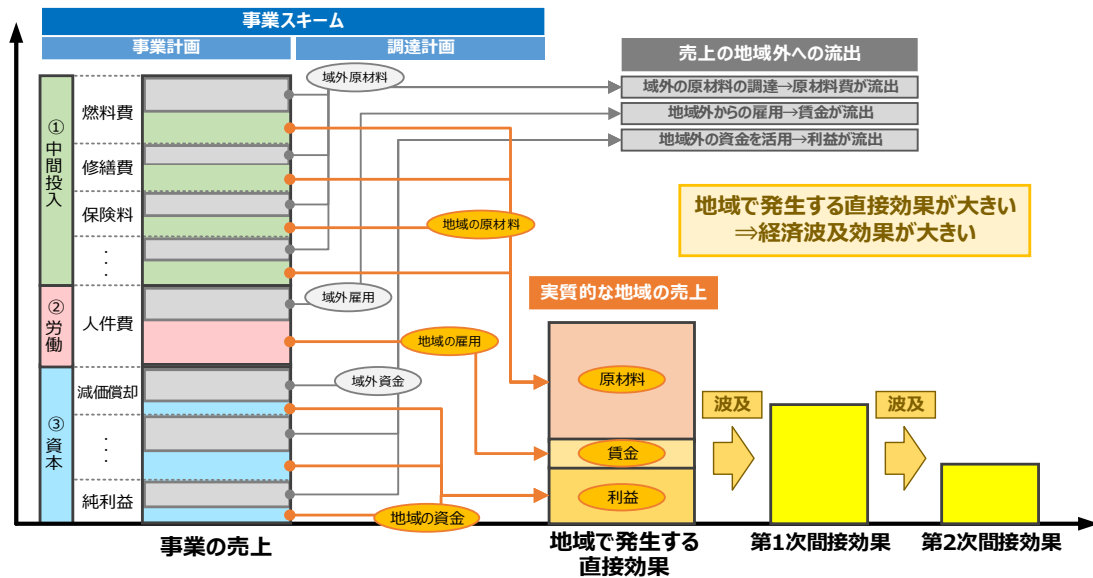 事業スキーム
事業計画
調達計画
売上の地域外への流出
域外の原材料の調達→原材料費が流出
地域外からの雇用→賃金が流出
地域外の資金を活用→利益が流出
①中間投入
燃料費
修繕費
保険料
・・・
域外原材料
地域の原材料
地域で発生する直接効果が大きい
⇒経済波及効果が大きい
②労働
人件費
域外雇用
地域の雇用
実質的な地域の売上
③資本
減価償却
・・・
純利益
域外資金
地域の資金
原材料
賃金
利益
波及
波及
事業の売上
地域で発生する
直接効果
第1次間接効果
第2次間接効果